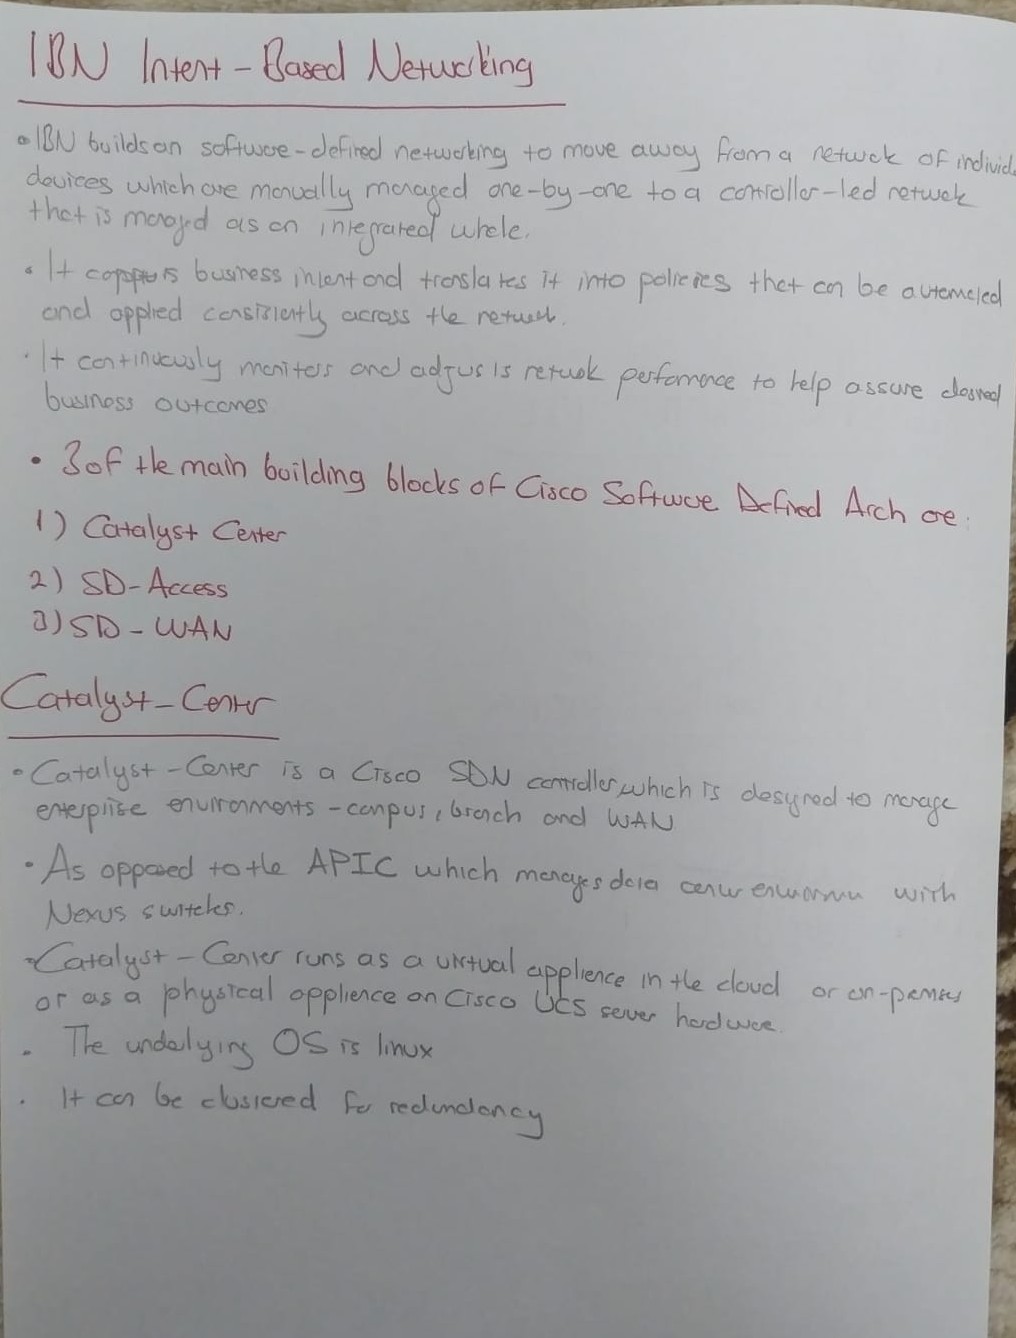 IBN Intent-Based Networking
• IBN builds on software-defined networking to move away from a network of individ
devices which are manually managed one-by-one to a controller-led network
that is managed as an integrated whole.
• It captures business intent and translates it into policies that can be automated
and applied consistently across the network.
• It continuously monitors and adjusts network performance to help assure desired
business outcomes
• 3 of the main building blocks of Cisco Software Defined Arch are:
1) Catalyst Center
2) SD-Access
3) SD-WAN
Catalyst-Center
• Catalyst-Center is a Cisco SDN controller, which is designed to manage
enterprise environments - campus, branch and WAN
• As opposed to the APIC which manages data center environment with
Nexus switches.
• Catalyst-Center runs as a virtual applience in the cloud or on-premises
or as a physical applience on Cisco UCS server hardware.
• The underlying OS is linux
• It can be clustered for redundancy